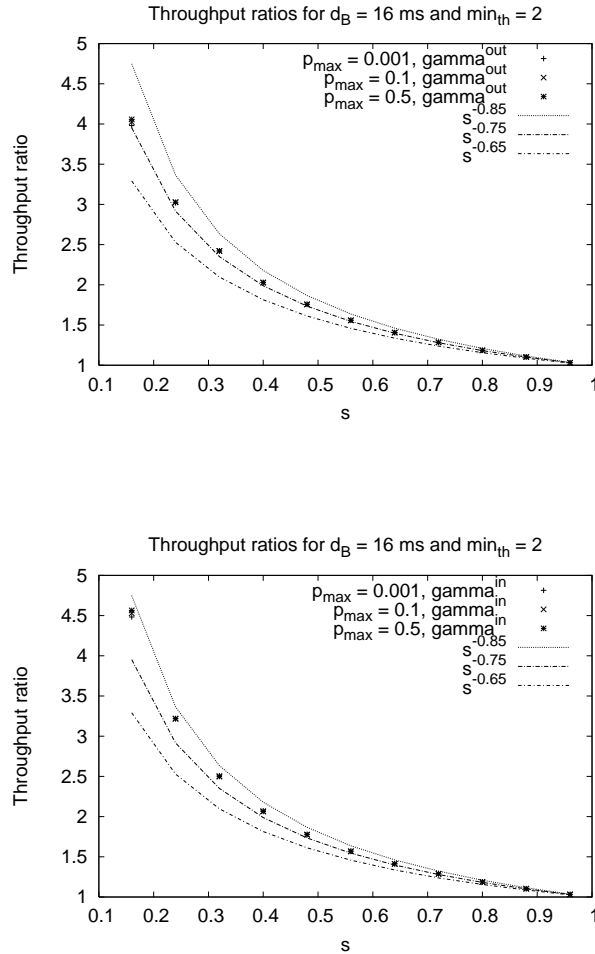 Throughput ratios for d_B = 16 ms and min_th = 2
p_max = 0.001, gamma^out
p_max = 0.1, gamma^out
p_max = 0.5, gamma^out
s^-0.85
s^-0.75
s^-0.65
5
4.5
4
3.5
3
2.5
2
1.5
1
Throughput ratio
0.1 0.2 0.3 0.4 0.5 0.6 0.7 0.8 0.9 1
s
Throughput ratios for d_B = 16 ms and min_th = 2
p_max = 0.001, gamma^in
p_max = 0.1, gamma^in
p_max = 0.5, gamma^in
s^-0.85
s^-0.75
s^-0.65
5
4.5
4
3.5
3
2.5
2
1.5
1
Throughput ratio
0.1 0.2 0.3 0.4 0.5 0.6 0.7 0.8 0.9 1
s